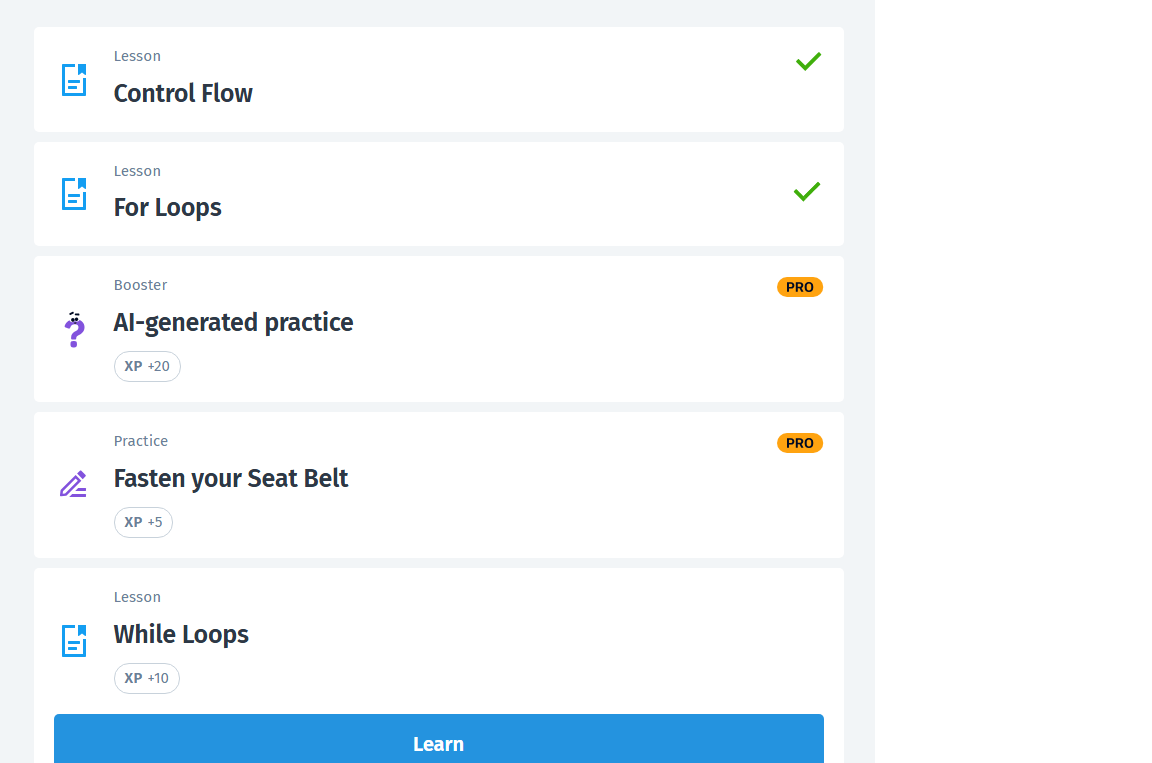 Lesson
Control Flow
Lesson
For Loops
Booster
PRO
AI-generated practice
XP +20
Practice
PRO
Fasten your Seat Belt
XP +5
Lesson
While Loops
XP +10
Learn